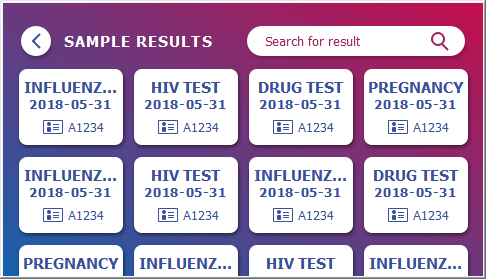 SAMPLE RESULTS
Search for result
INFLUENZ... HIV TEST DRUG TEST PREGNANCY
2018-05-31 2018-05-31 2018-05-31 2018-05-31
A1234 A1234 A1234 A1234
INFLUENZ... HIV TEST INFLUENZ... DRUG TEST
2018-05-31 2018-05-31 2018-05-31 2018-05-31
A1234 A1234 A1234 A1234
PREGNANCY INFLUENZ... HIV TEST INFLUENZ...